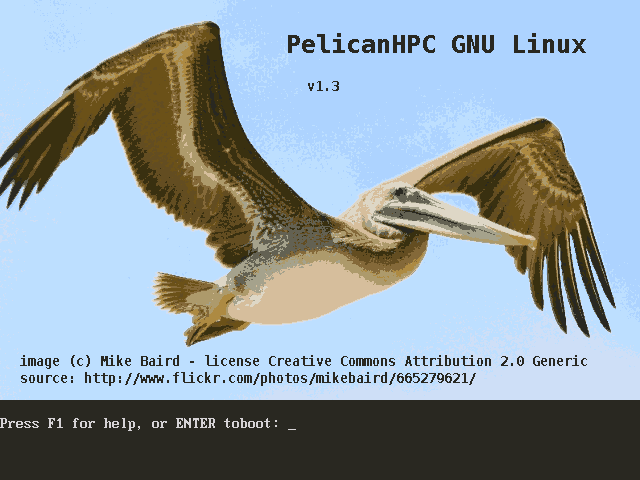 PelicanHPC GNU Linux
v1.3
image (c) Mike Baird - license Creative Commons Attribution 2.0 Generic
source: http://www.flickr.com/photos/mikebaird/665279621/
Press F1 for help, or ENTER toboot: _